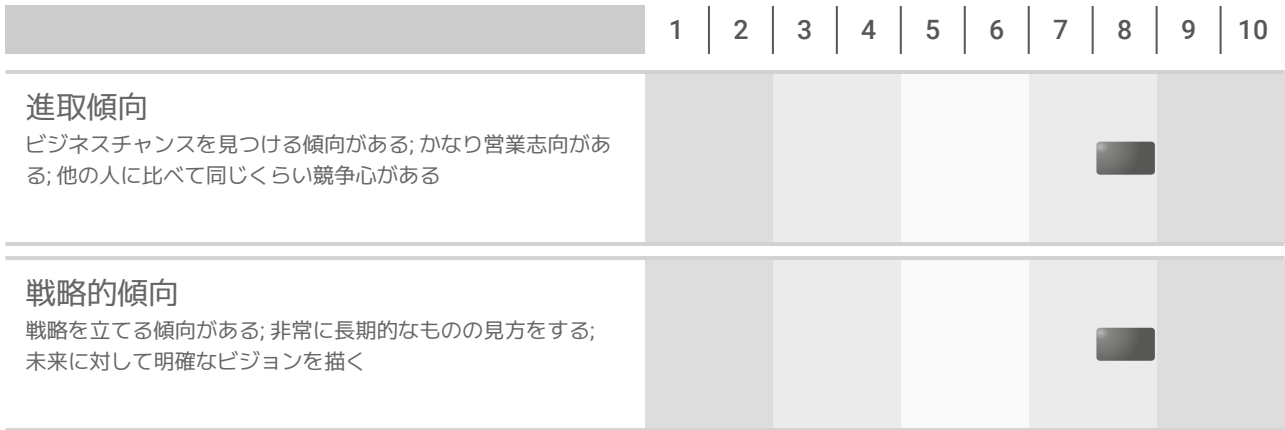 1 2 3 4 5 6 7 8 9 10
進取傾向
ビジネスチャンスを見つける傾向がある; かなり営業志向があ
る; 他の人に比べて同じくらい競争心がある
戦略的傾向
戦略を立てる傾向がある; 非常に長期的なものの見方をする;
未来に対して明確なビジョンを描く